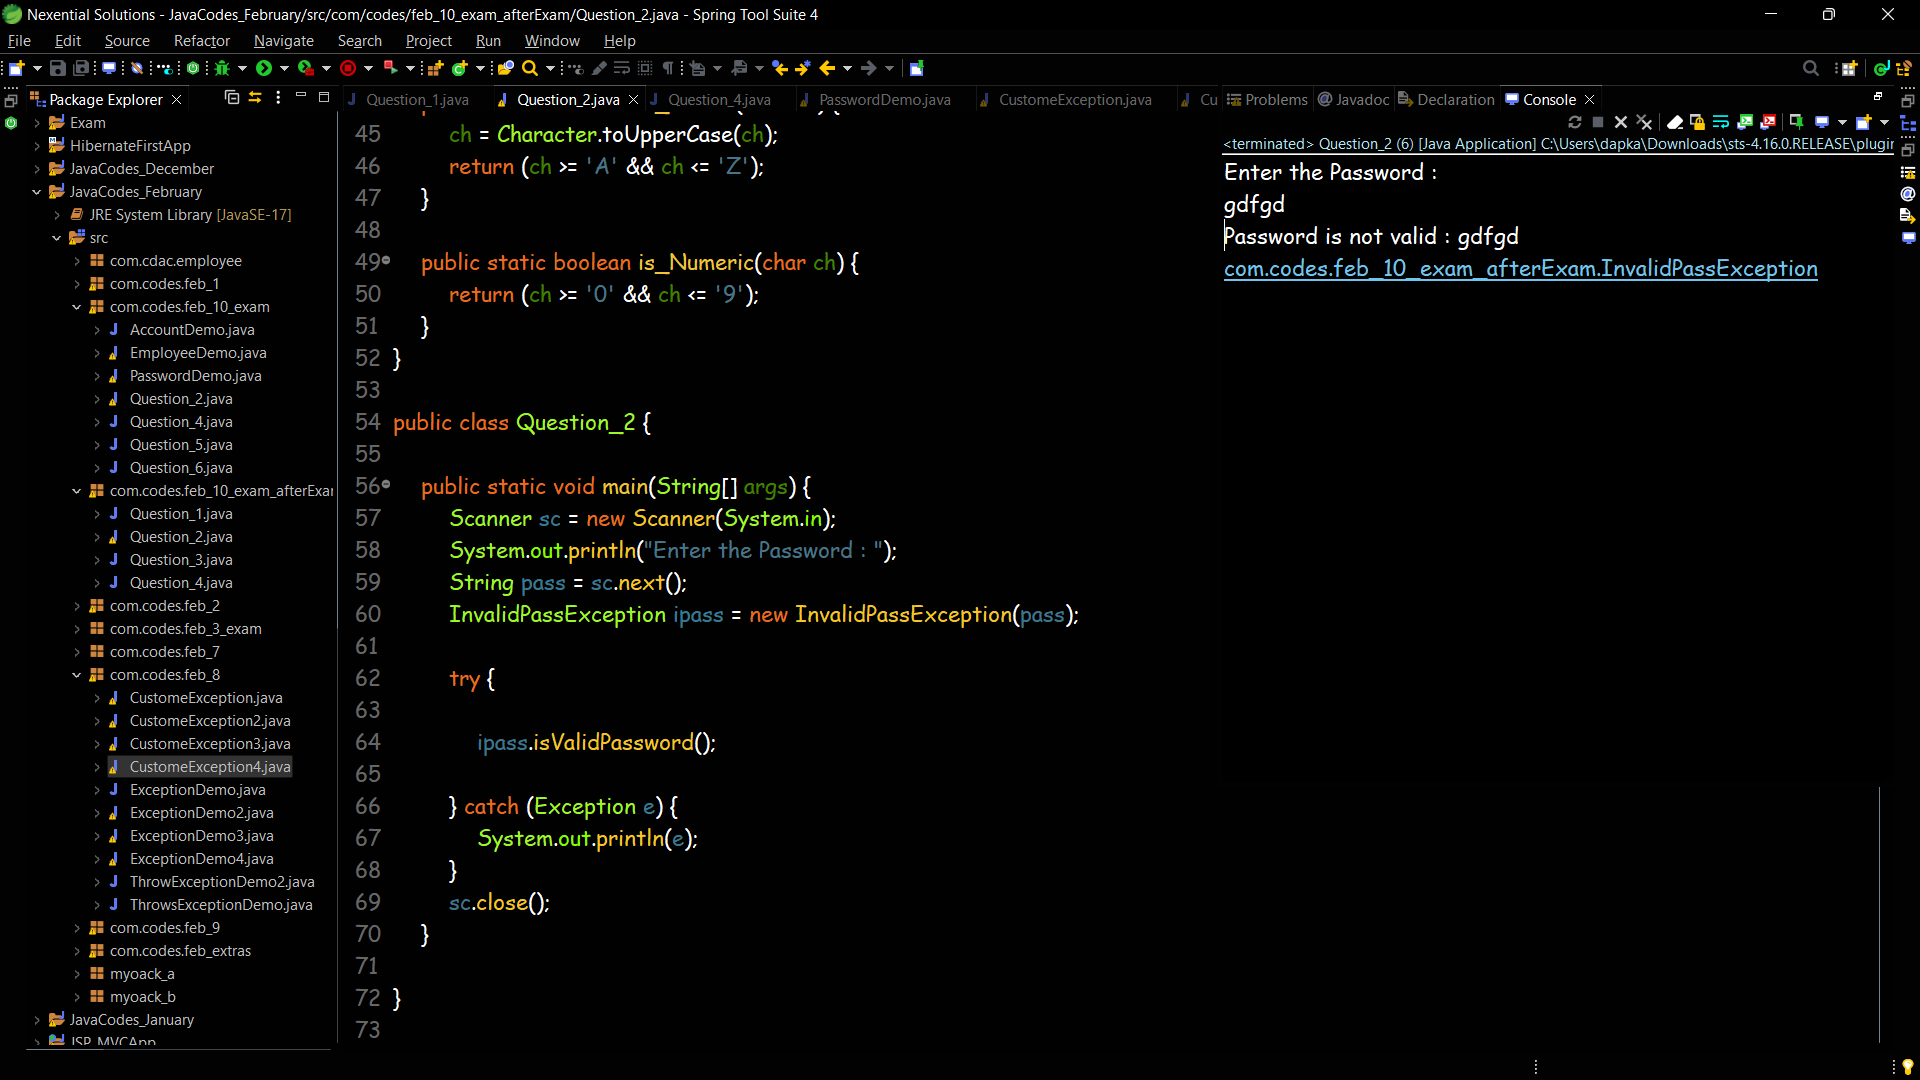 Nexential Solutions - JavaCodes_February/src/com/codes/feb_10_exam_afterExam/Question_2.java - Spring Tool Suite 4
File Edit Source Refactor Navigate Search Project Run Window Help
Package Explorer
Exam
HibernateFirstApp
JavaCodes_December
JavaCodes_February
JRE System Library [JavaSE-17]
src
com.cdac.employee
com.codes.feb_1
com.codes.feb_10_exam
AccountDemo.java
EmployeeDemo.java
PasswordDemo.java
Question_2.java
Question_4.java
Question_5.java
Question_6.java
com.codes.feb_10_exam_afterExar
Question_1.java
Question_2.java
Question_3.java
Question_4.java
com.codes.feb_2
com.codes.feb_3_exam
com.codes.feb_7
com.codes.feb_8
CustomeException.java
CustomeException2.java
CustomeException3.java
CustomeException4.java
ExceptionDemo.java
ExceptionDemo2.java
ExceptionDemo3.java
ExceptionDemo4.java
ThrowExceptionDemo2.java
ThrowsExceptionDemo.java
com.codes.feb_9
com.codes.feb_extras
myoack_a
myoack_b
JavaCodes_January
JSP_MVCApp
Question_1.java Question_2.java Question_4.java PasswordDemo.java CustomeException.java Cu
45 ch = Character.toUpperCase(ch);
46 return (ch >= 'A' && ch <= 'Z');
47 }
48
49 public static boolean is_Numeric(char ch) {
50 return (ch >= '0' && ch <= '9');
51 }
52 }
53
54 public class Question_2 {
55
56 public static void main(String[] args) {
57 Scanner sc = new Scanner(System.in);
58 System.out.println("Enter the Password : ");
59 String pass = sc.next();
60 InvalidPassException ipass = new InvalidPassException(pass);
61
62 try {
63
64 ipass.isValidPassword();
65
66 } catch (Exception e) {
67 System.out.println(e);
68 }
69 sc.close();
70 }
71
72 }
73
Problems Javadoc Declaration Console
<terminated> Question_2 (6) [Java Application] C:\Users\dapka\Downloads\sts-4.16.0.RELEASE\plugin
Enter the Password :
gdfgd
Password is not valid : gdfgd
com.codes.feb_10_exam_afterExam.InvalidPassException